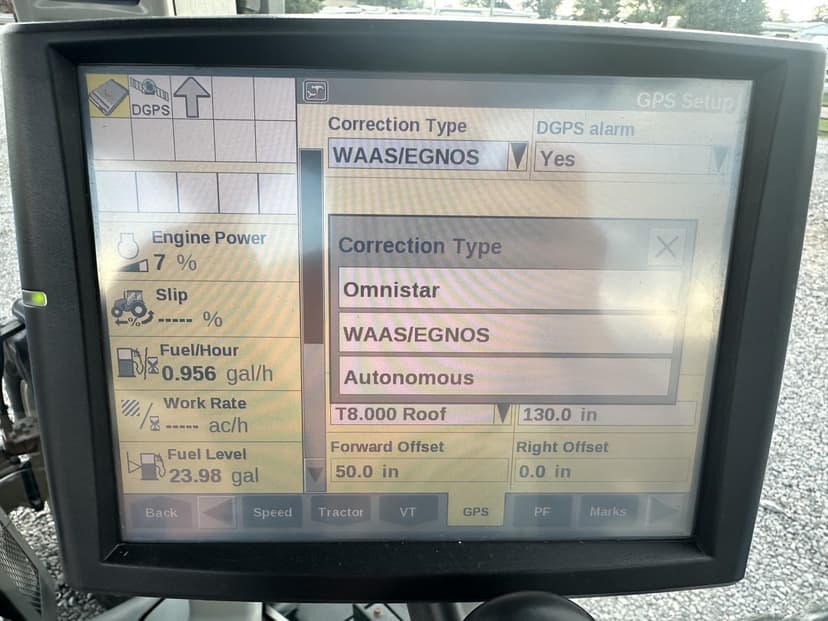 GPS Setup
DGPS
Correction Type
DGPS alarm
WAAS/EGNOS
Yes
Engine Power
7 %
Slip
----- %
Fuel/Hour
0.956 gal/h
Work Rate
----- ac/h
Fuel Level
23.98 gal
Correction Type
Omnistar
WAAS/EGNOS
Autonomous
T8.000 Roof
130.0 in
Forward Offset
Right Offset
50.0 in
0.0 in
Back
Speed
Tractor
VT
GPS
PF
Marks